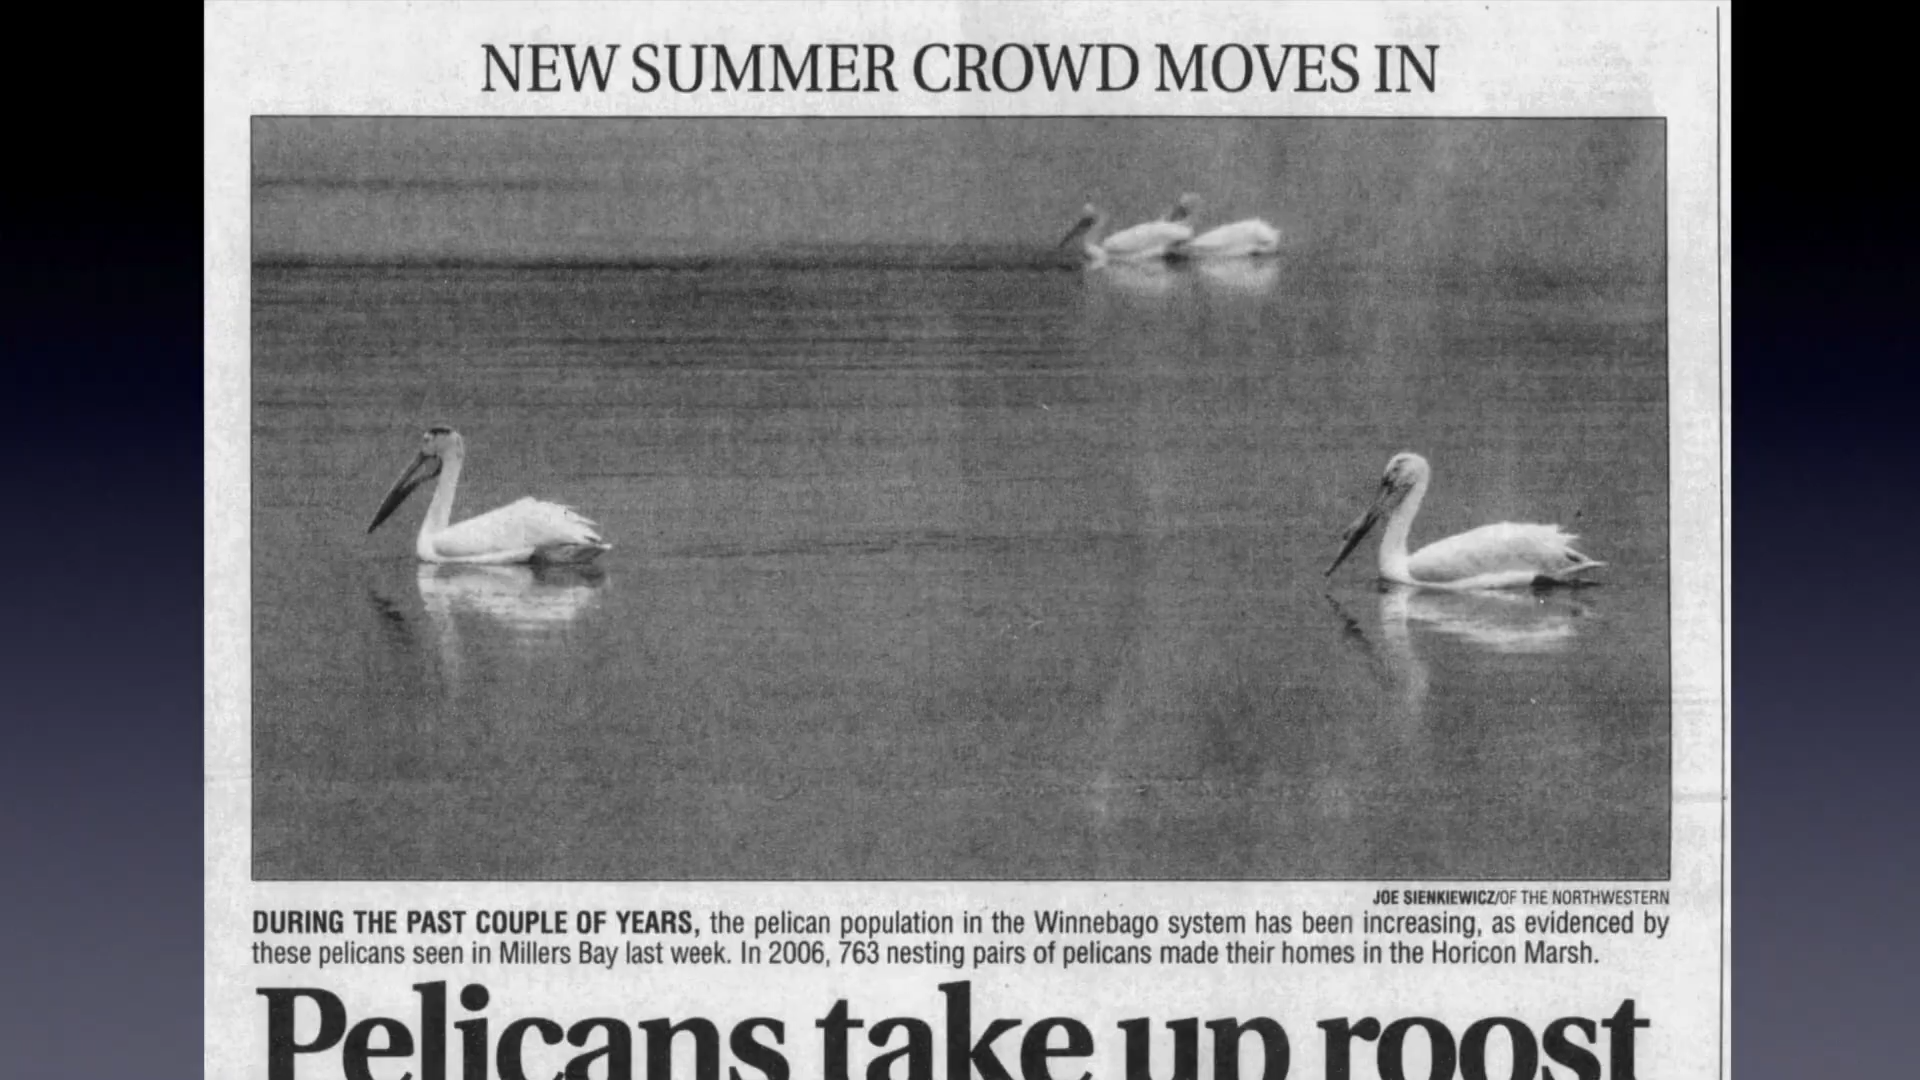 NEW SUMMER CROWD MOVES IN
JOE SIENKIEWICZ/OF THE NORTHWESTERN
DURING THE PAST COUPLE OF YEARS, the pelican population in the Winnebago system has been increasing, as evidenced by
these pelicans seen in Millers Bay last week. In 2006, 763 nesting pairs of pelicans made their homes in the Horicon Marsh.
Pelicans take up roost